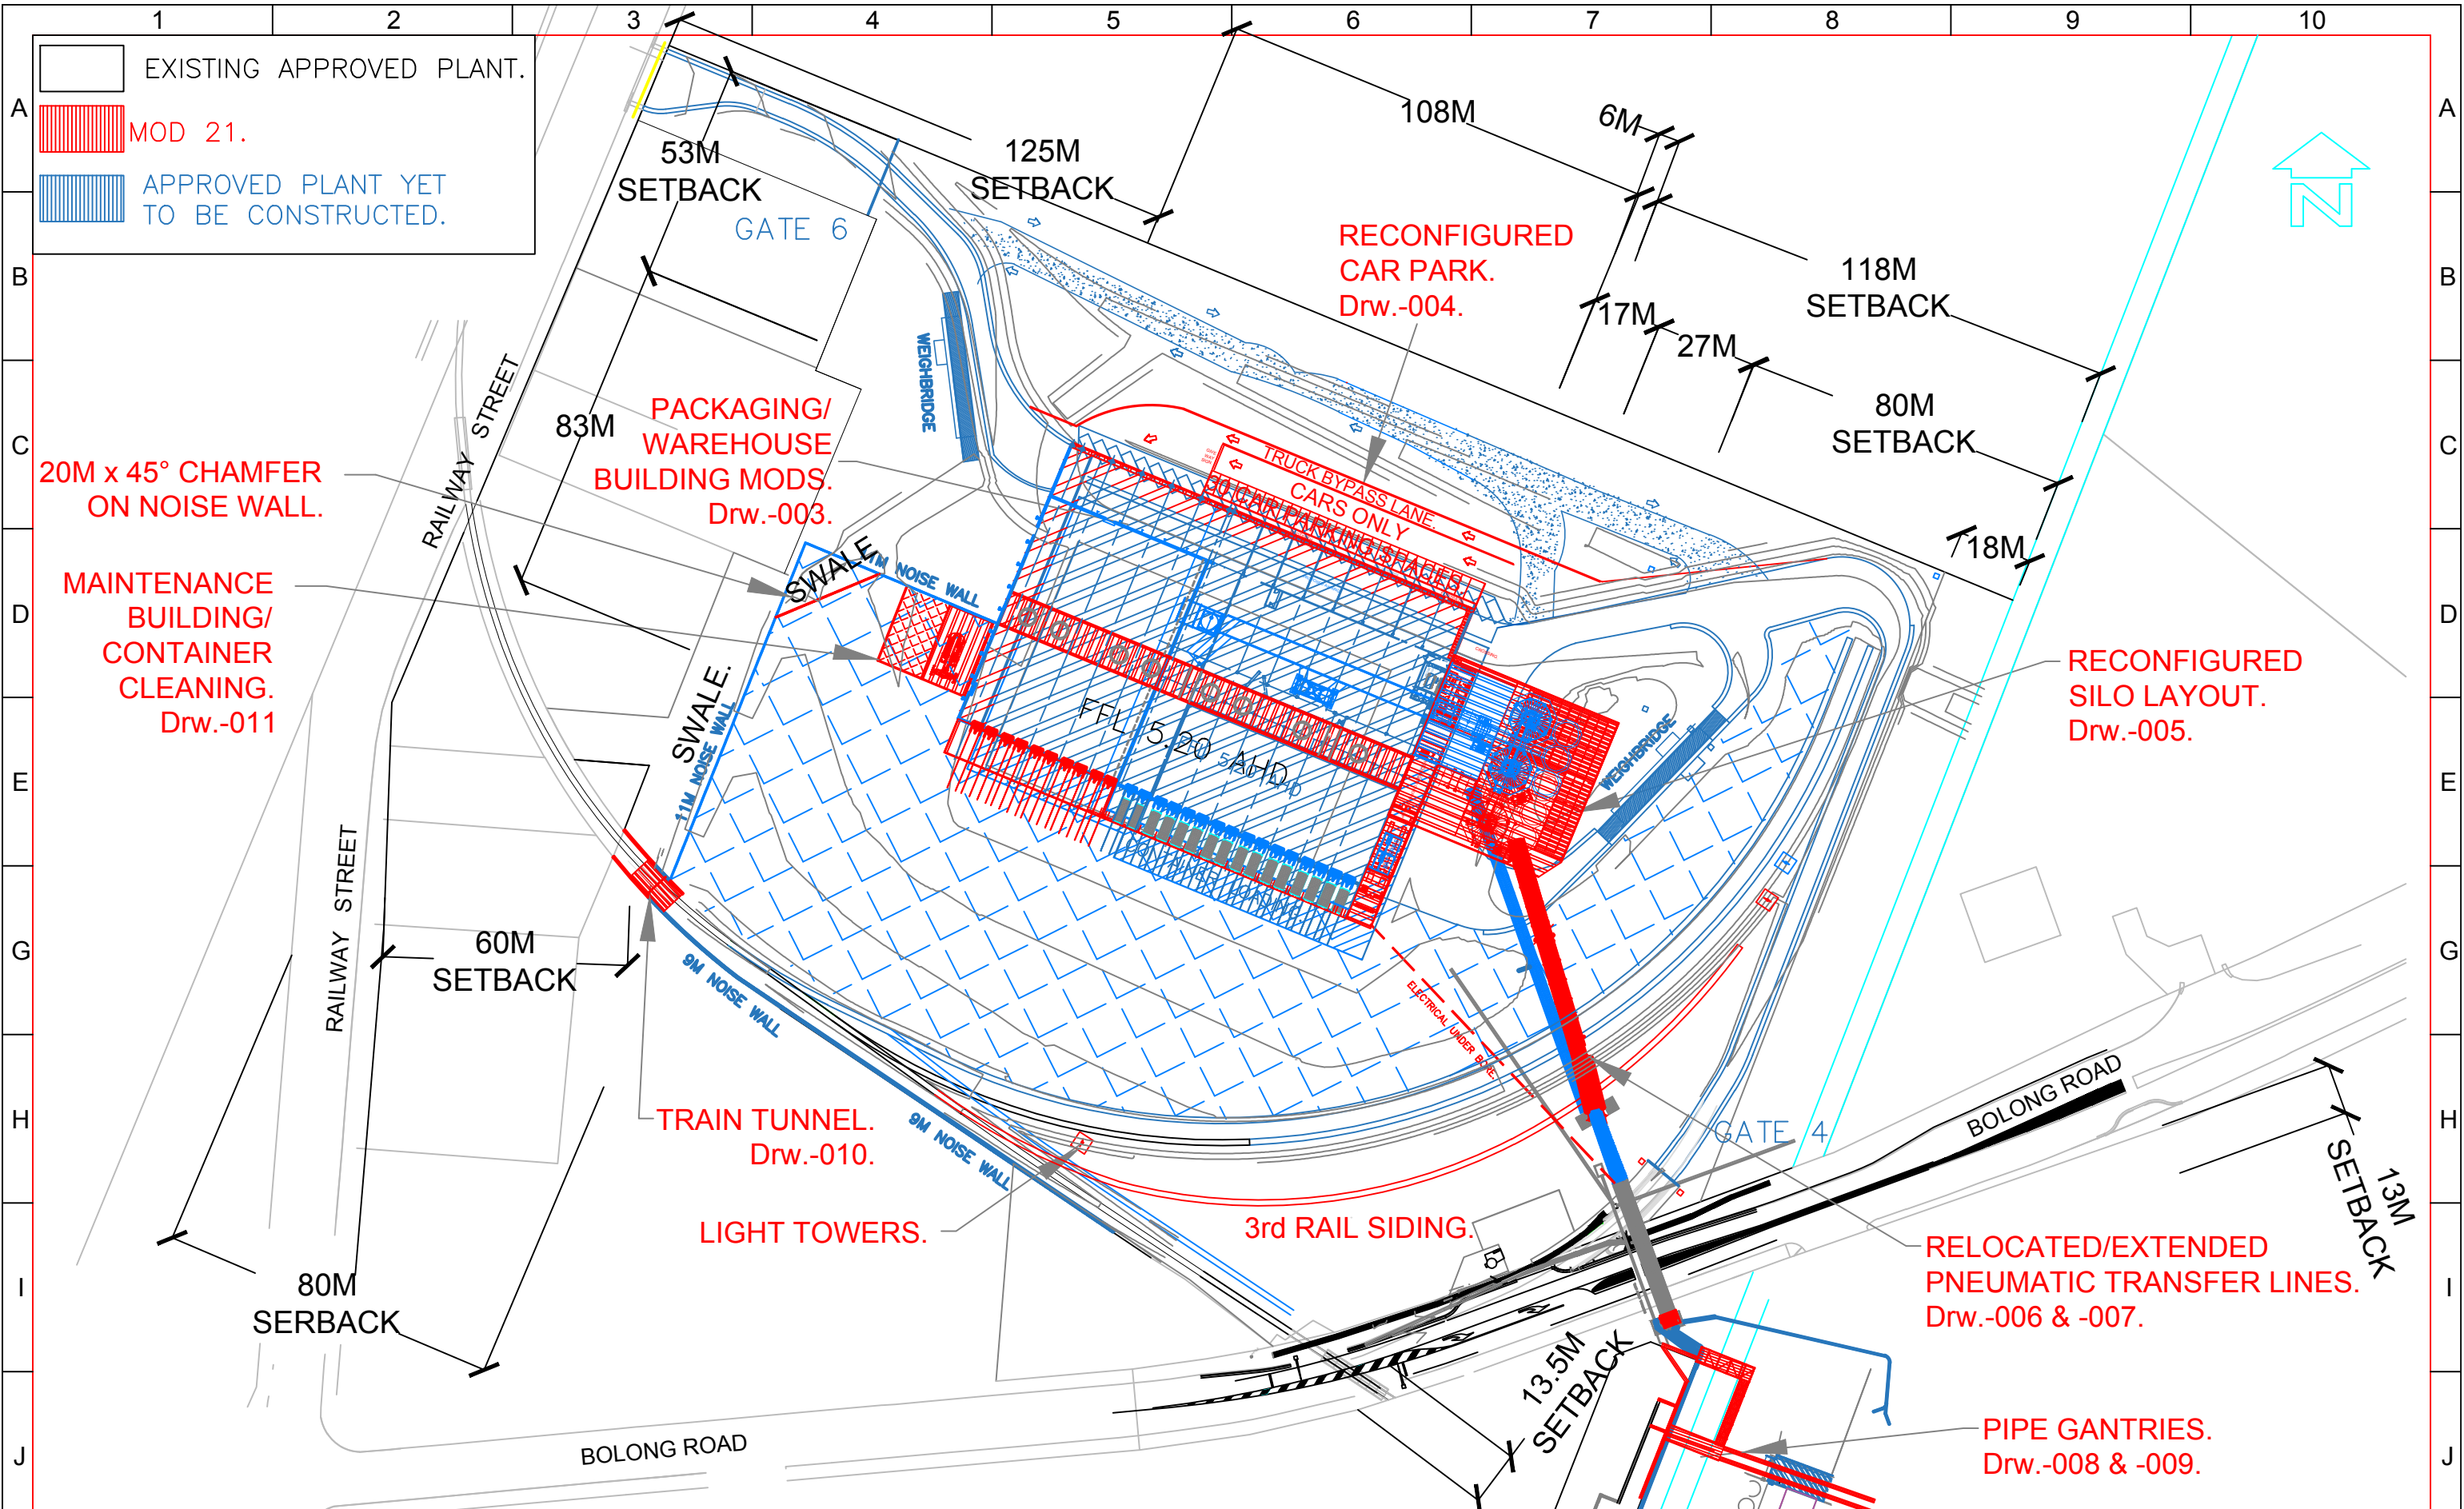 1 2 3 4 5 6 7 8 9 10
EXISTING APPROVED PLANT.
MOD 21.
APPROVED PLANT YET
TO BE CONSTRUCTED.
A
A
B
B
C
C
D
D
E
E
G
G
H
H
I
I
J
J
53M
SETBACK
125M
SETBACK
108M
6M
118M
SETBACK
17M
27M
80M
SETBACK
18M
83M
GATE 6
N
RECONFIGURED
CAR PARK.
Drw.-004.
WEIGHBRIDGE
RAILWAY STREET
PACKAGING/
WAREHOUSE
BUILDING MODS.
Drw.-003.
20M x 45° CHAMFER
ON NOISE WALL.
MAINTENANCE
BUILDING/
CONTAINER
CLEANING.
Drw.-011
TRUCK BYPASS LANE.
CARS ONLY
30 CAR PARKING SPACES.
SWALE
11M NOISE WALL
SWALE.
11M NOISE WALL
FFL 5.20 AHD
RECONFIGURED
SILO LAYOUT.
Drw.-005.
WEIGHBRIDGE
RAILWAY STREET
60M
SETBACK
9M NOISE WALL
9M NOISE WALL
ELECTRICAL UNDER BORE.
TRAIN TUNNEL.
Drw.-010.
LIGHT TOWERS.
3rd RAIL SIDING.
GATE 4
BOLONG ROAD
13M
SETBACK
80M
SERBACK
RELOCATED/EXTENDED
PNEUMATIC TRANSFER LINES.
Drw.-006 & -007.
13.5M
SETBACK
BOLONG ROAD
PIPE GANTRIES.
Drw.-008 & -009.